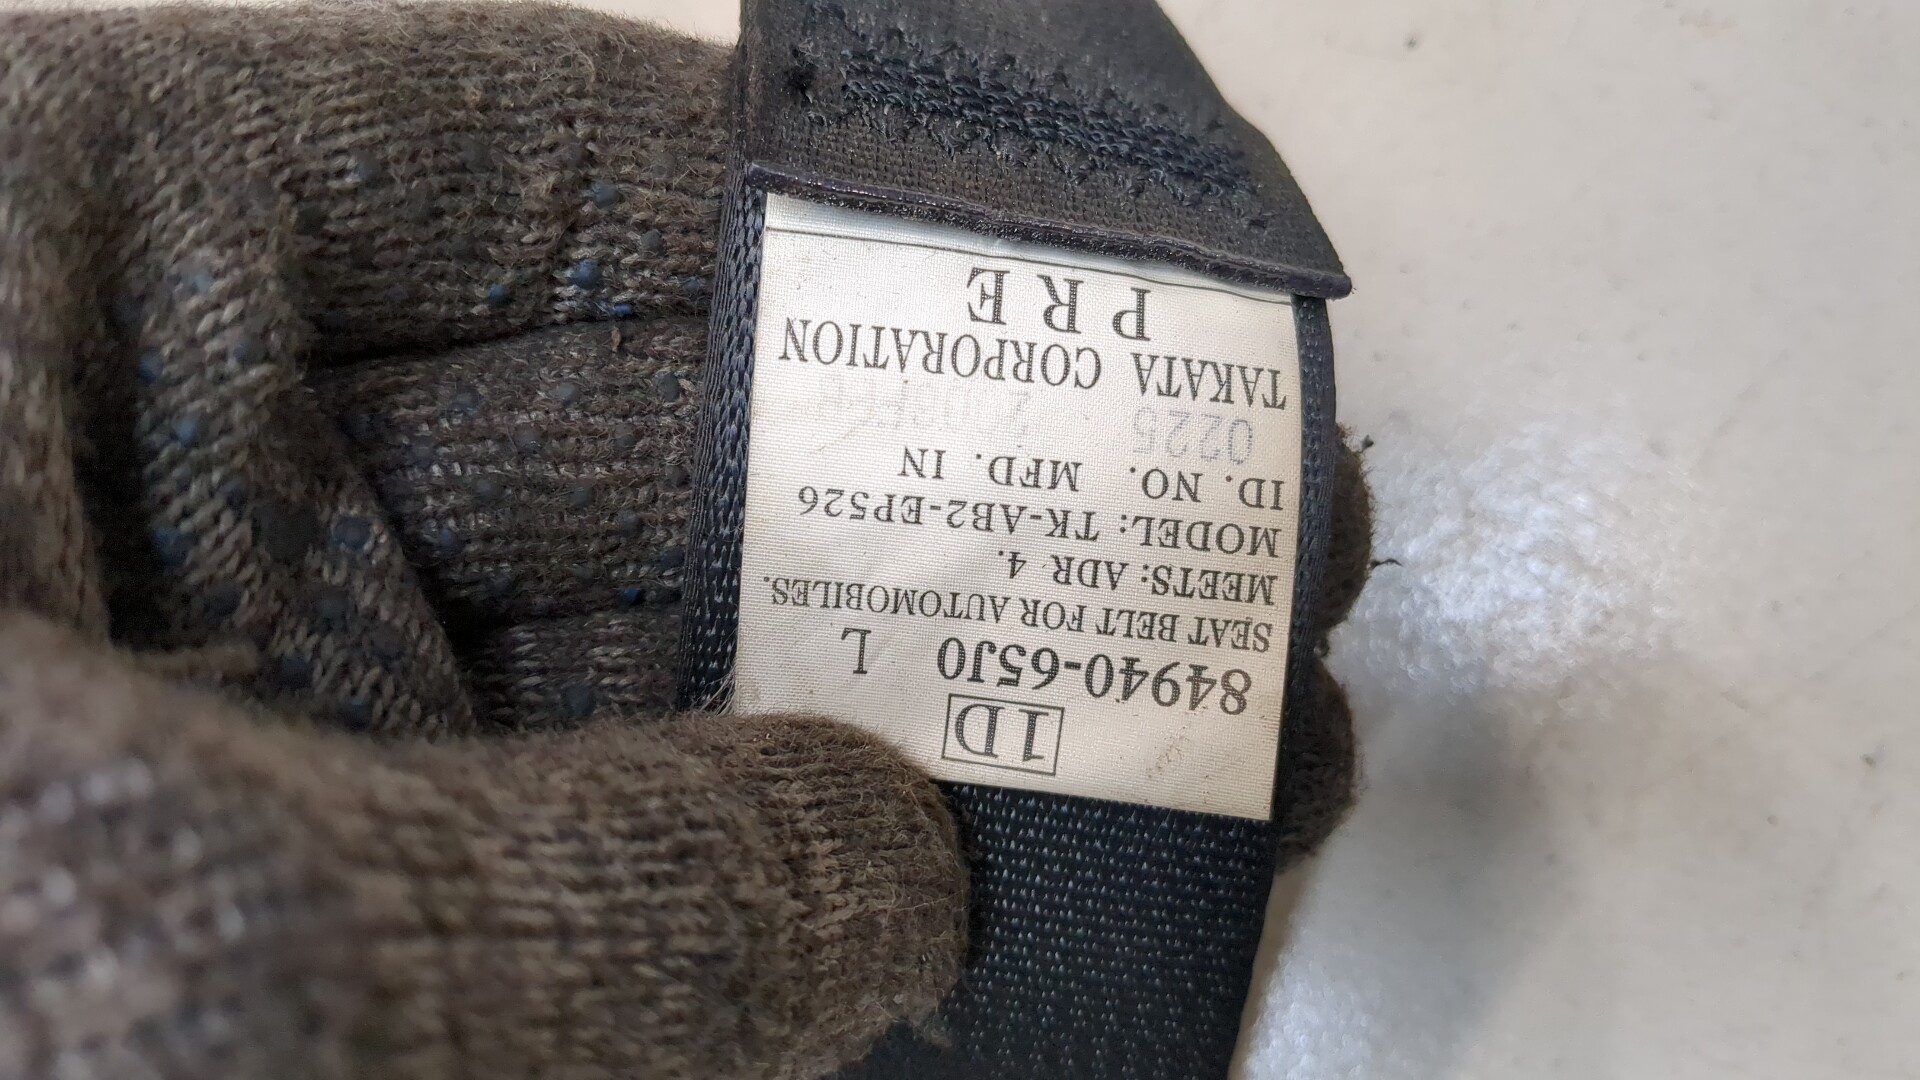 1D
84940-65J0 L
SEAT BELT FOR AUTOMOBILES.
MEETS: ADR 4.
MODEL: TK-AB2-EP526
ID. NO. MFD. IN
0225
TAKATA CORPORATION
PRE